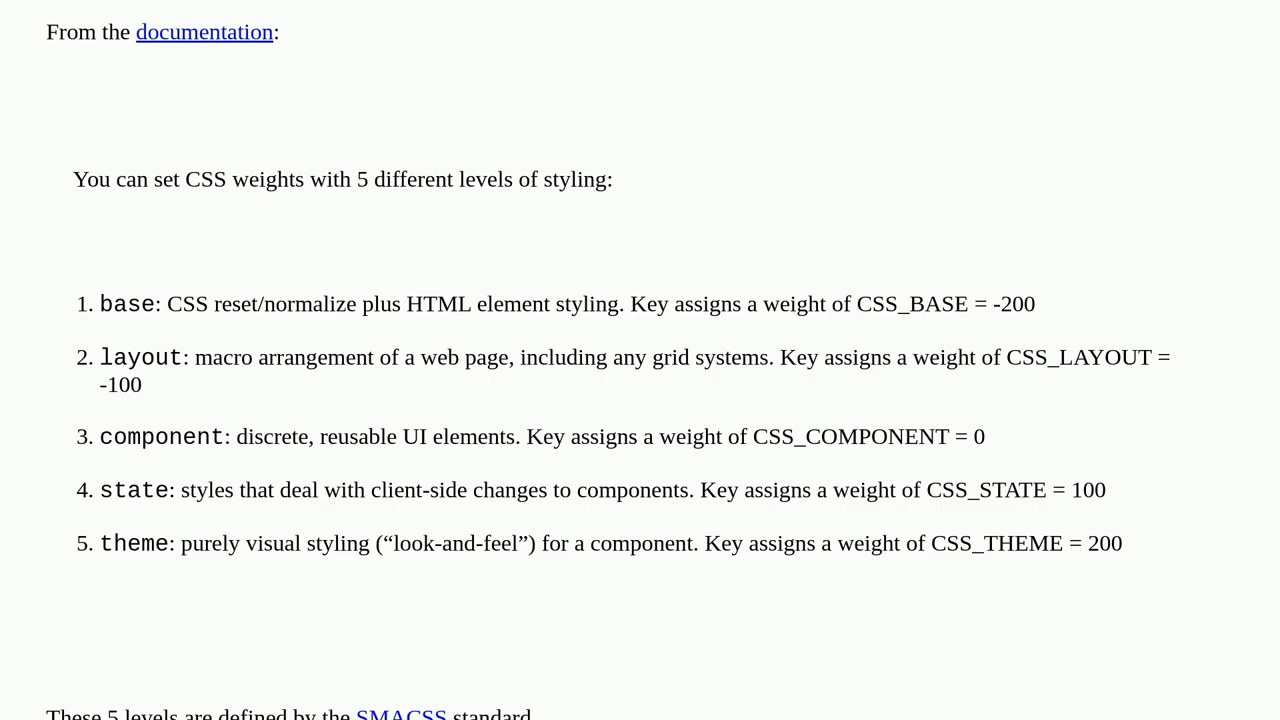 From the documentation:
You can set CSS weights with 5 different levels of styling:
1. base: CSS reset/normalize plus HTML element styling. Key assigns a weight of CSS_BASE = -200
2. layout: macro arrangement of a web page, including any grid systems. Key assigns a weight of CSS_LAYOUT =
-100
3. component: discrete, reusable UI elements. Key assigns a weight of CSS_COMPONENT = 0
4. state: styles that deal with client-side changes to components. Key assigns a weight of CSS_STATE = 100
5. theme: purely visual styling (“look-and-feel”) for a component. Key assigns a weight of CSS_THEME = 200
These 5 levels are defined by the SMACSS standard